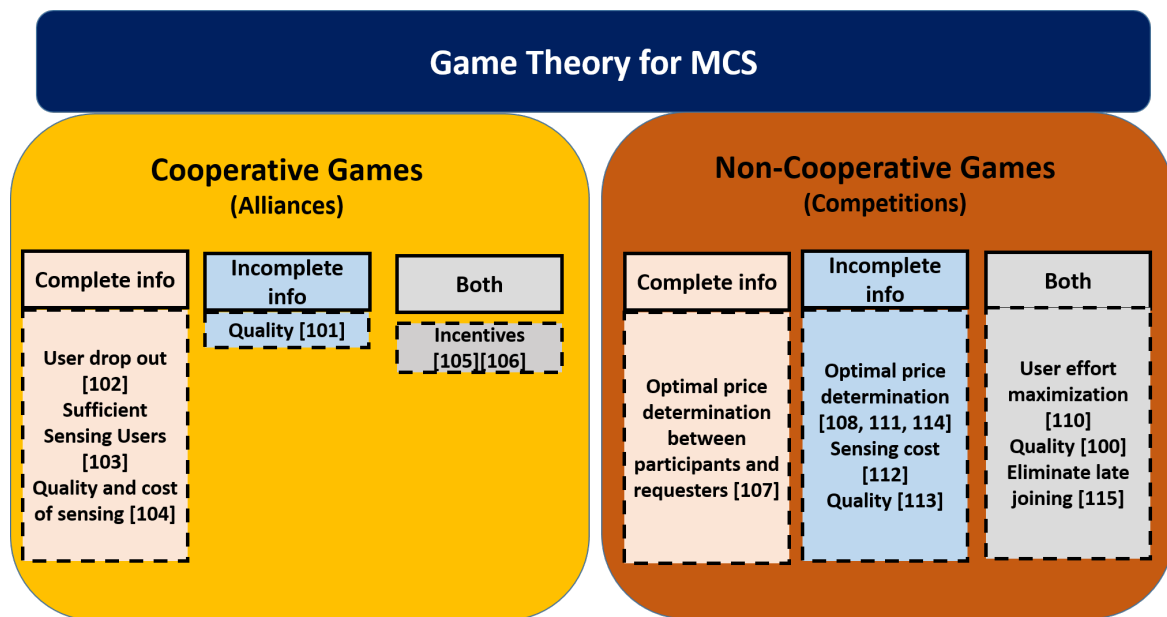 Game Theory for MCS
Cooperative Games
(Alliances)
Complete info
User drop out
[102]
Sufficient
Sensing Users
[103]
Quality and cost
of sensing [104]
Incomplete
info
Quality [101]
Both
Incentives
[105][106]
Non-Cooperative Games
(Competitions)
Complete info
Optimal price
determination
between
participants and
requesters [107]
Incomplete
info
Optimal price
determination
[108, 111, 114]
Sensing cost
[112]
Quality [113]
Both
User effort
maximization
[110]
Quality [100]
Eliminate late
joining [115]